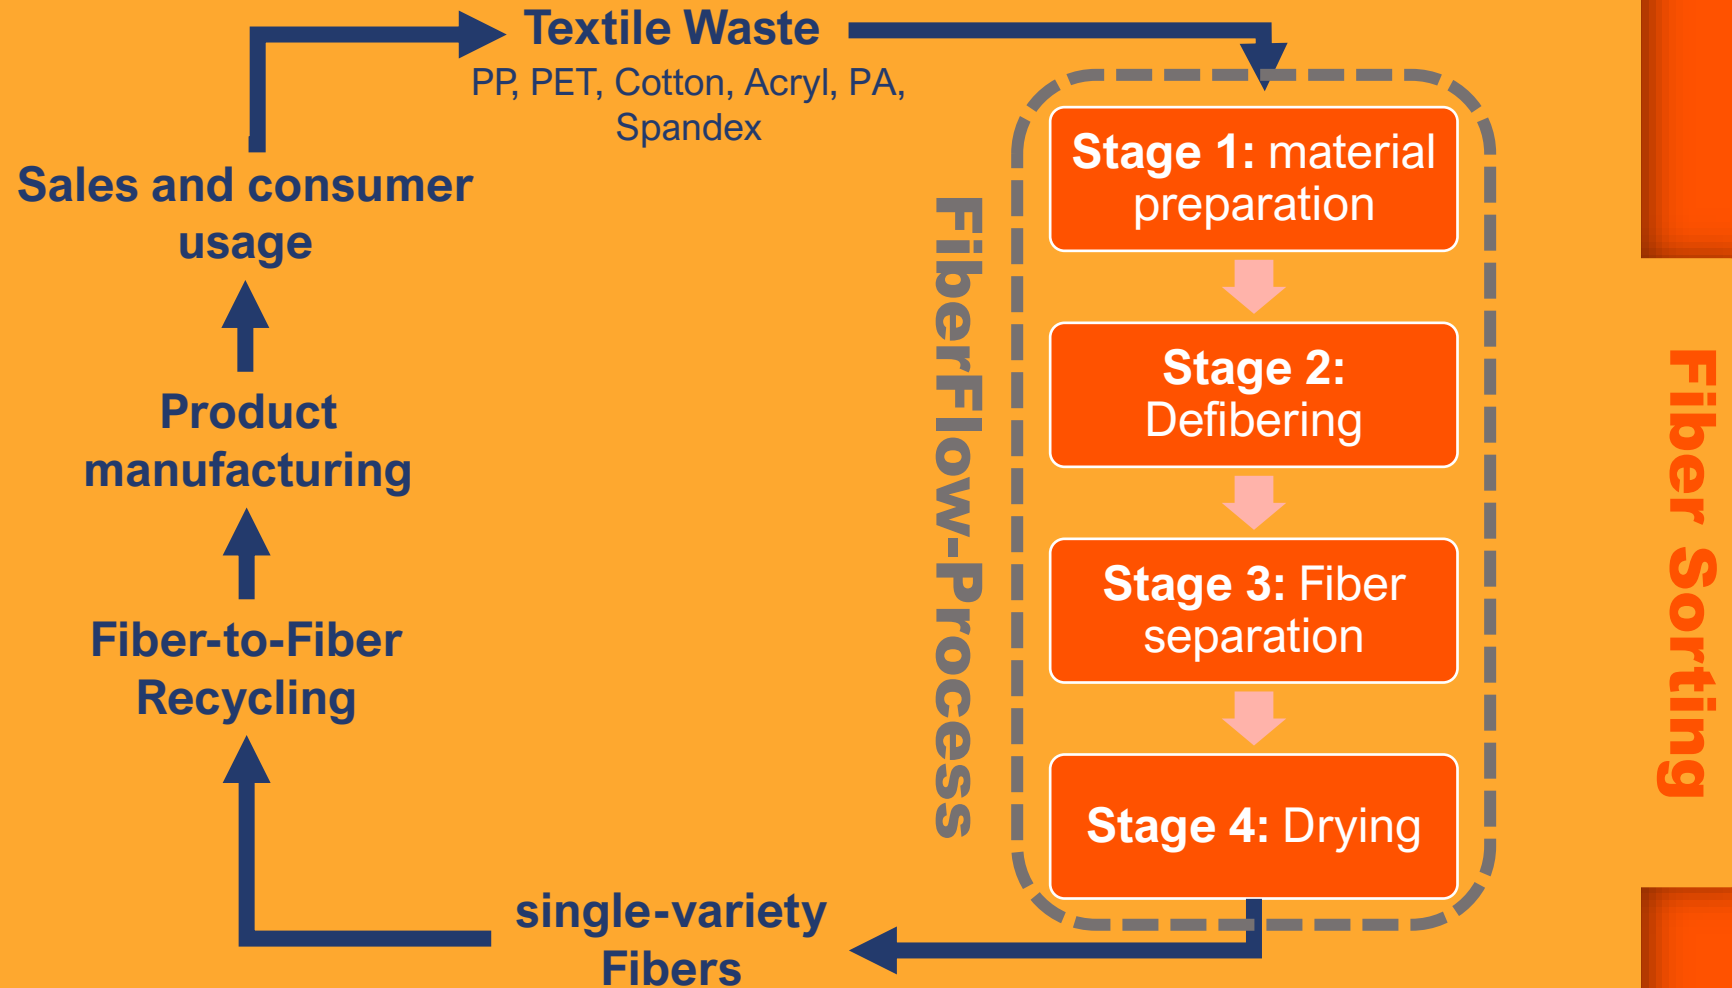 Textile Waste
PP, PET, Cotton, Acryl, PA,
Spandex
Stage 1: material
preparation
Stage 2:
Defibering
Stage 3: Fiber
separation
Stage 4: Drying
FiberFlow-Process
single-variety
Fibers
Fiber-to-Fiber
Recycling
Product
manufacturing
Sales and consumer
usage
Fiber Sorting